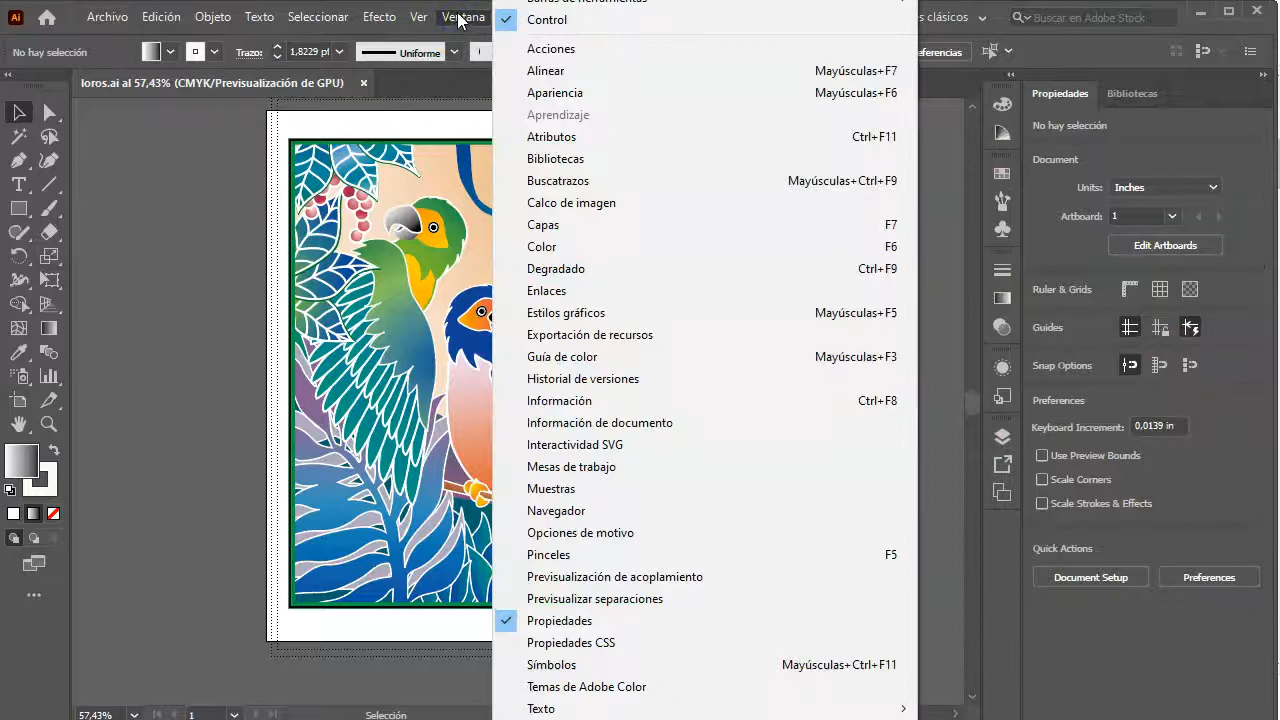 Ai
Archivo Edición Objeto Texto Seleccionar Efecto Ver Ventana
Control
clásicos
Buscar en Adobe Stock
No hay selección
Trazo:
1,8229 pt
Uniforme
loros.ai al 57,43% (CMYK/Previsualización de GPU)
Acciones
Alinear Mayúsculas+F7
Apariencia Mayúsculas+F6
Aprendizaje
Atributos Ctrl+F11
Bibliotecas
Buscatrazos Mayúsculas+Ctrl+F9
Calco de imagen
Capas F7
Color F6
Degradado Ctrl+F9
Enlaces
Estilos gráficos Mayúsculas+F5
Exportación de recursos
Guía de color Mayúsculas+F3
Historial de versiones
Información Ctrl+F8
Información de documento
Interactividad SVG
Mesas de trabajo
Muestras
Navegador
Opciones de motivo
Pinceles F5
Previsualización de acoplamiento
Previsualizar separaciones
Propiedades
Propiedades CSS
Símbolos Mayúsculas+Ctrl+F11
Temas de Adobe Color
Texto
Propiedades Bibliotecas
No hay selección
Document
Units: Inches
Artboard: 1
Edit Artboards
Ruler & Grids
Guides
Snap Options
Preferences
Keyboard Increment: 0,0139 in
Use Preview Bounds
Scale Corners
Scale Strokes & Effects
Quick Actions
Document Setup Preferences
57,43% 1 Selección